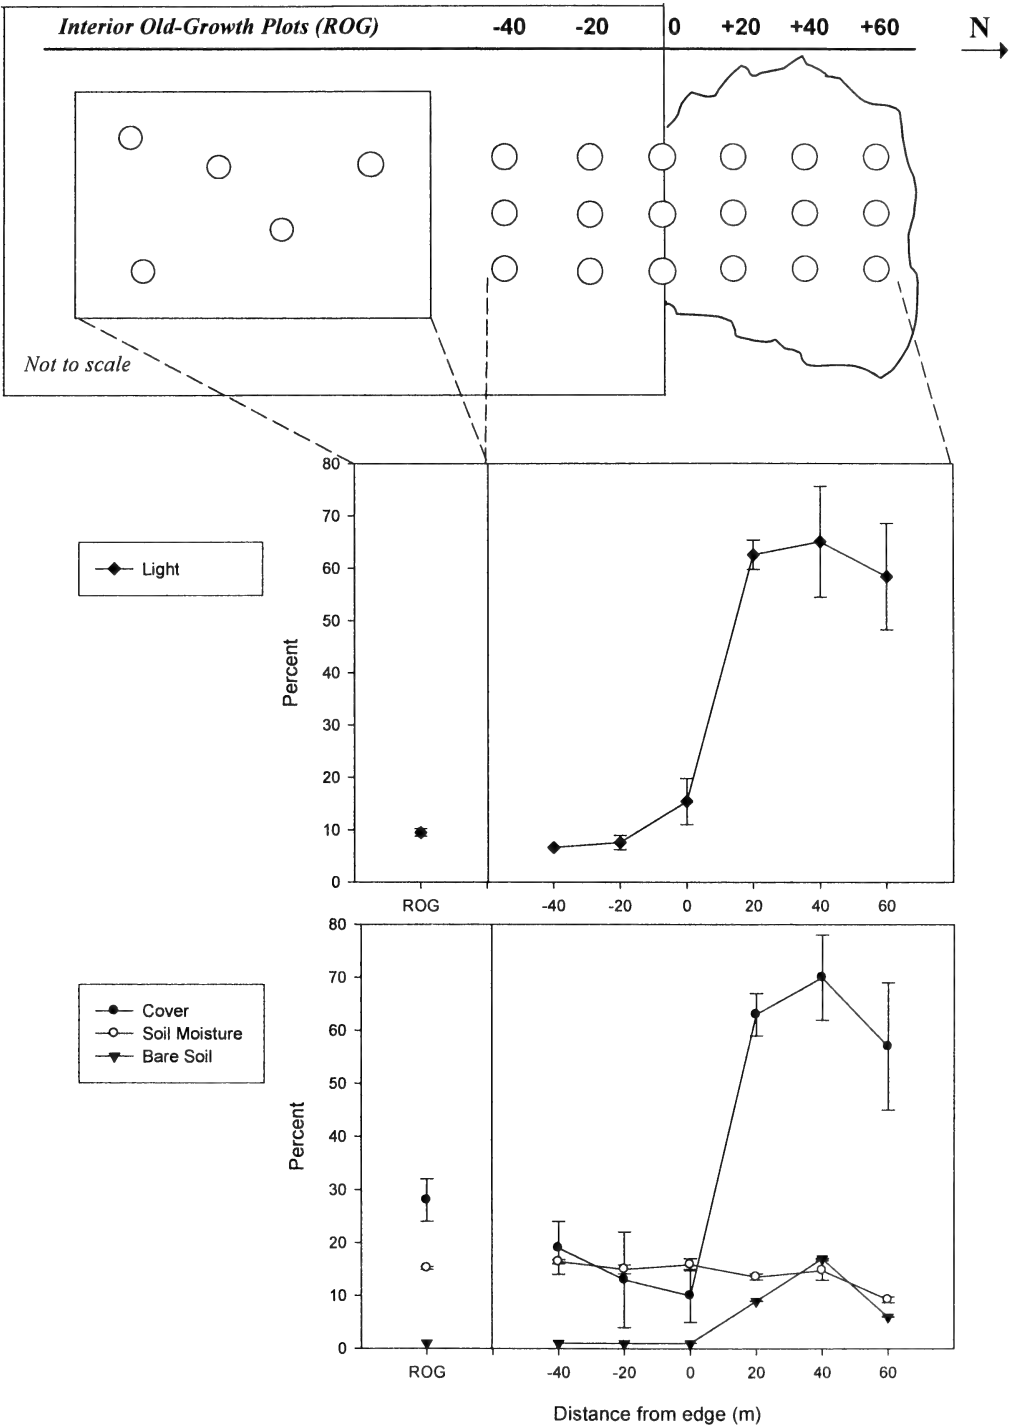 Interior Old-Growth Plots (ROG) -40 -20 0 +20 +40 +60 N
Not to scale
80
70
60
50
40
30
20
10
0
Percent
Light
ROG -40 -20 0 20 40 60
80
70
60
50
40
30
20
10
0
Percent
Cover
Soil Moisture
Bare Soil
ROG -40 -20 0 20 40 60
Distance from edge (m)